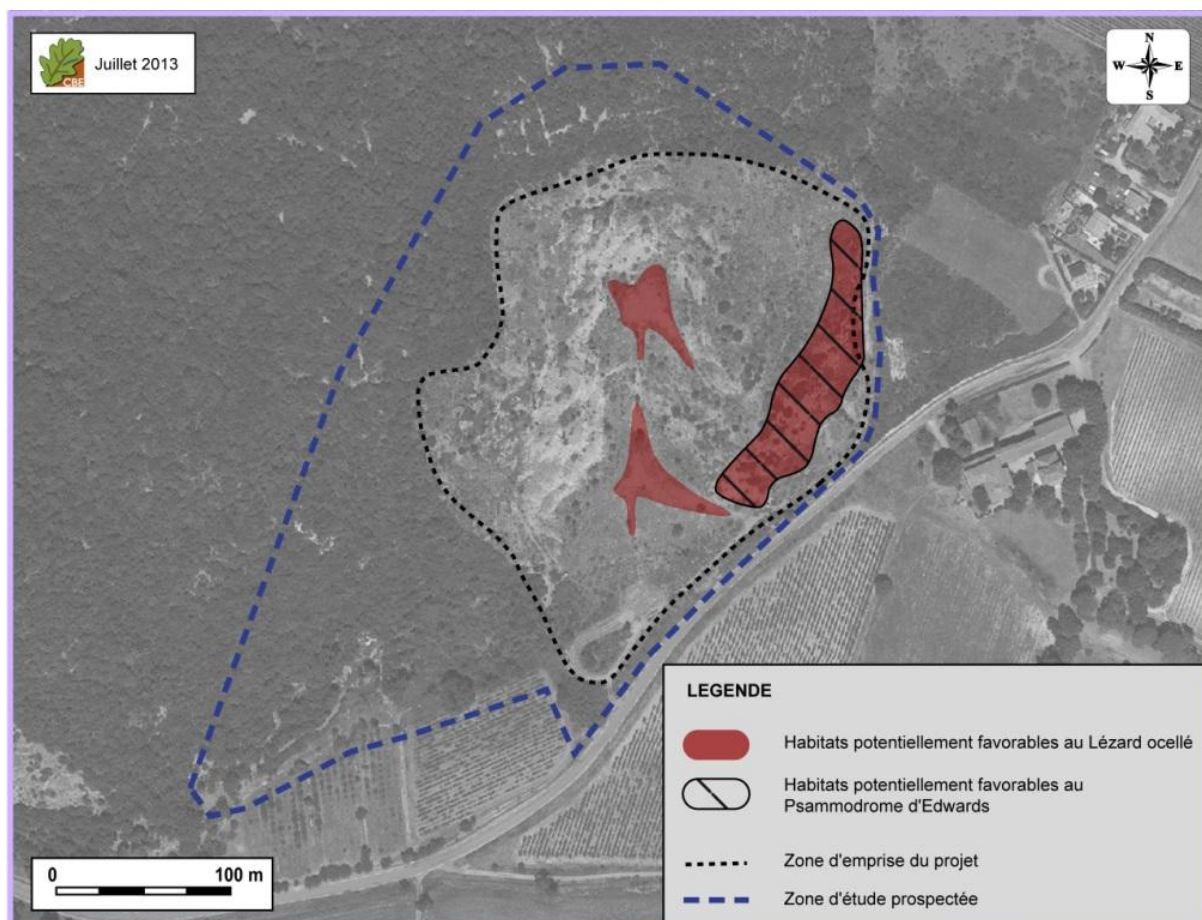 CBE
Juillet 2013
N
W E
S
LEGENDE
Habitats potentiellement favorables au Lézard ocellé
Habitats potentiellement favorables au
Psammodrome d'Edwards
Zone d'emprise du projet
Zone d'étude prospectée
0 100 m